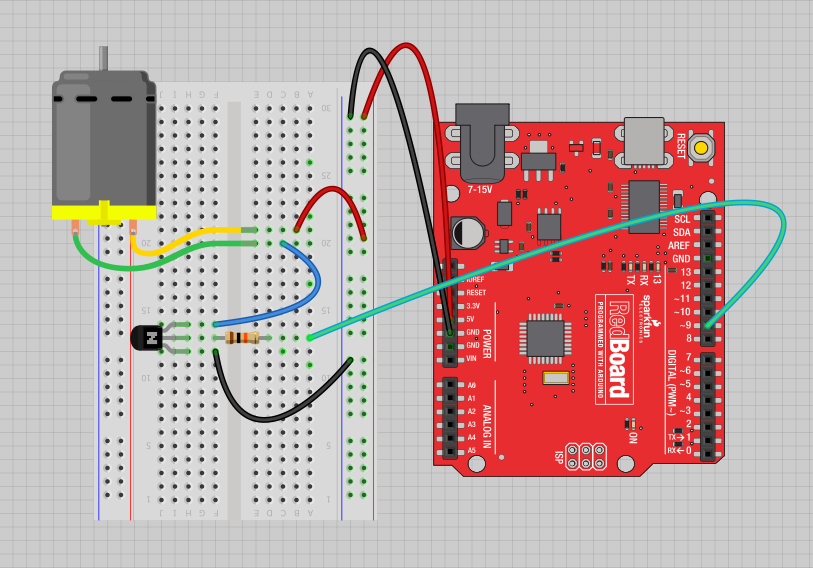 J I H G F E D C B A
30
25
20
15
10
5
1
J I H G F E D C B A
N
7-15V
RESET
SCL
SDA
AREF
GND
13
12
~11
~10
~9
8
7
~6
~5
4
~3
2
TX→1
RX←0
DIGITAL (PWM~)
TX
RX
13
IOREF
RESET
3.3V
5V
GND
GND
VIN
POWER
A0
A1
A2
A3
A4
A5
ANALOG IN
sparkfun
ELECTRONICS
RedBoard
PROGRAMMED WITH ARDUINO
ON
ISP